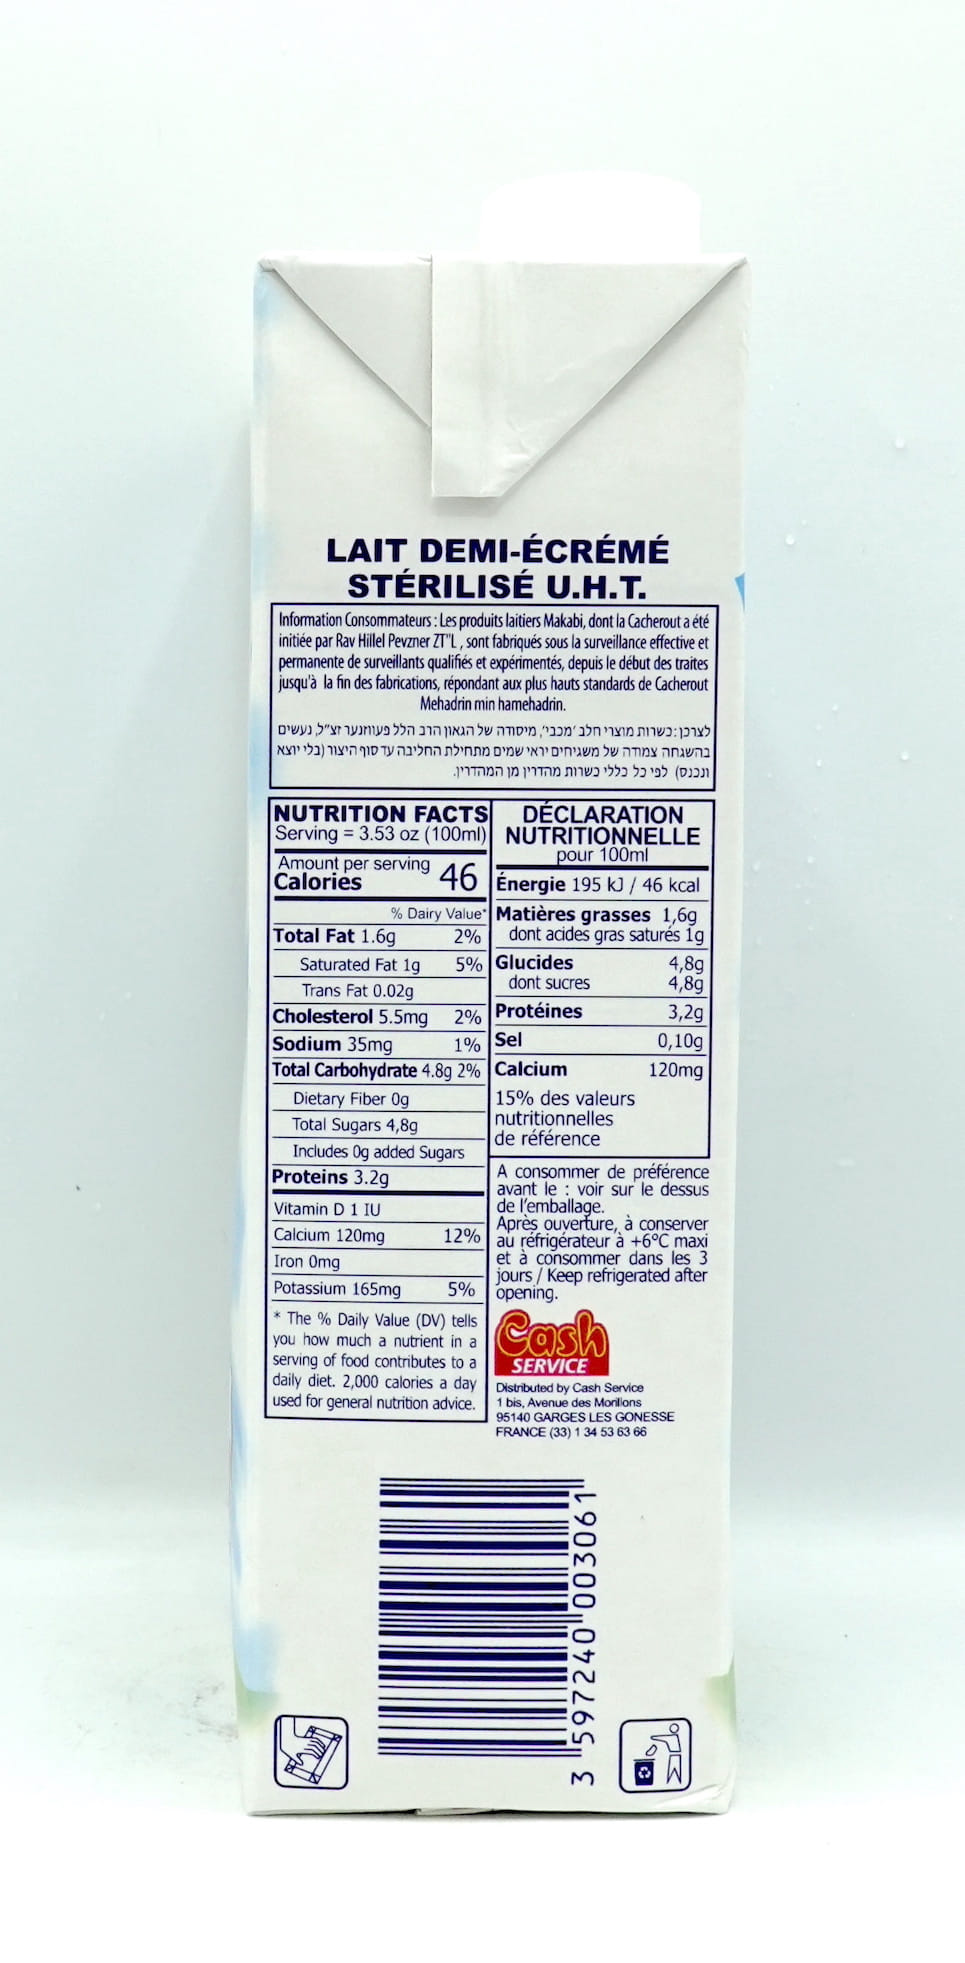 LAIT DEMI-ÉCRÉMÉ
STÉRILISÉ U.H.T.
Information Consommateurs : Les produits laitiers Makabi, dont la Cacherout a été
initiée par Rav Hillel Pevzner ZT"L , sont fabriqués sous la surveillance effective et
permanente de surveillants qualifiés et expérimentés, depuis le début des traites
jusqu'à la fin des fabrications, répondant aux plus hauts standards de Cacherout
Mehadrin min hamehadrin.
לצרכן: כשרות מוצרי חלב 'מכבי', מיסודה של הגאון הרב הלל פעווזנער זצ"ל, נעשים
בהשגחה צמודה של משגיחים יראי שמים מתחילת החליבה עד סוף היצור (בלי יוצא
ונכנס) לפי כל כללי כשרות מהדרין מן המהדרין.
NUTRITION FACTS
Serving = 3.53 oz (100ml)
Amount per serving
Calories 46
% Dairy Value*
Total Fat 1.6g 2%
Saturated Fat 1g 5%
Trans Fat 0.02g
Cholesterol 5.5mg 2%
Sodium 35mg 1%
Total Carbohydrate 4.8g 2%
Dietary Fiber 0g
Total Sugars 4,8g
Includes 0g added Sugars
Proteins 3.2g
Vitamin D 1 IU
Calcium 120mg 12%
Iron 0mg
Potassium 165mg 5%
* The % Daily Value (DV) tells
you how much a nutrient in a
serving of food contributes to a
daily diet. 2,000 calories a day
used for general nutrition advice.
DÉCLARATION
NUTRITIONNELLE
pour 100ml
Énergie 195 kJ / 46 kcal
Matières grasses 1,6g
dont acides gras saturés 1g
Glucides 4,8g
dont sucres 4,8g
Protéines 3,2g
Sel 0,10g
Calcium 120mg
15% des valeurs
nutritionnelles
de référence
A consommer de préférence
avant le : voir sur le dessus
de l'emballage.
Après ouverture, à conserver
au réfrigérateur à +6°C maxi
et à consommer dans les 3
jours / Keep refrigerated after
opening.
Cash
SERVICE
Distributed by Cash Service
1 bis, Avenue des Morillons
95140 GARGES LES GONESSE
FRANCE (33) 1 34 53 63 66
3 597240 003061